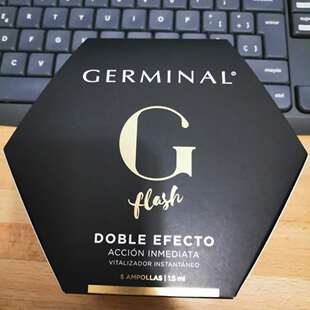 GERMINAL®
G
flash
DOBLE EFECTO
ACCIÓN INMEDIATA
VITALIZADOR INSTANTÁNEO
5 AMPOLLAS | 1.5 ml